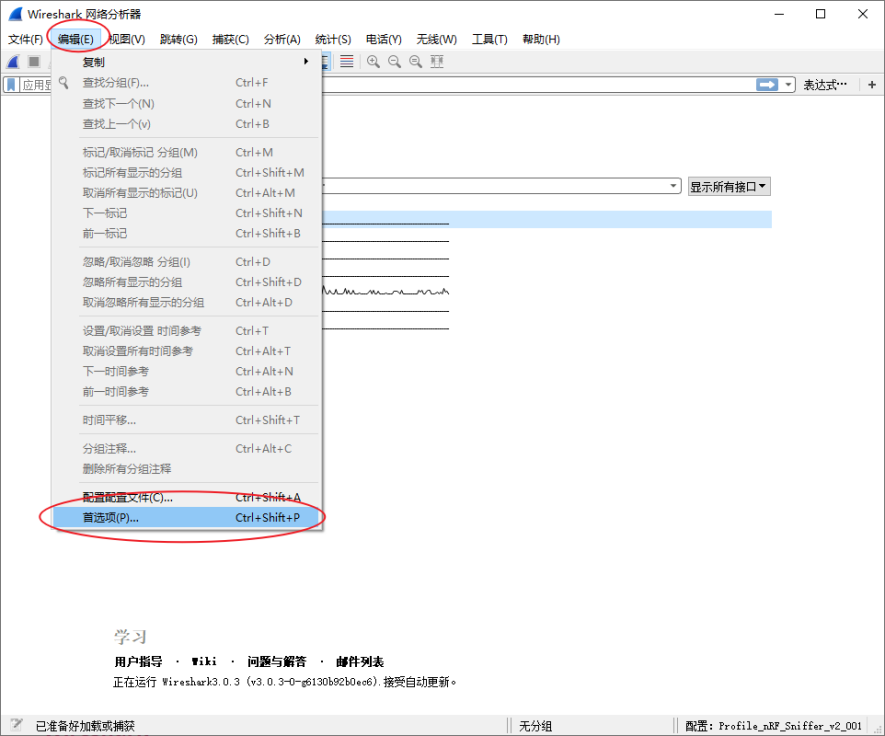 Wireshark 网络分析器
文件(F) 编辑(E) 视图(V) 跳转(G) 捕获(C) 分析(A) 统计(S) 电话(Y) 无线(W) 工具(T) 帮助(H)
应用显 表达式… +
复制
查找分组(F)... Ctrl+F
查找下一个(N) Ctrl+N
查找上一个(v) Ctrl+B
标记/取消标记 分组(M) Ctrl+M
标记所有显示的分组 Ctrl+Shift+M
显示所有接口
取消所有显示的标记(U) Ctrl+Alt+M
下一标记 Ctrl+Shift+N
前一标记 Ctrl+Shift+B
忽略/取消忽略 分组(I) Ctrl+D
忽略所有显示的分组 Ctrl+Shift+D
取消忽略所有显示的分组 Ctrl+Alt+D
设置/取消设置 时间参考 Ctrl+T
取消设置所有时间参考 Ctrl+Alt+T
下一时间参考 Ctrl+Alt+N
前一时间参考 Ctrl+Alt+B
时间平移... Ctrl+Shift+T
分组注释... Ctrl+Alt+C
删除所有分组注释
配置配置文件(C)... Ctrl+Shift+A
首选项(P)... Ctrl+Shift+P
学习
用户指导 · Wiki · 问题与解答 · 邮件列表
正在运行 Wireshark3.0.3 (v3.0.3-0-g6130b92b0ec6).接受自动更新。
已准备好加载或捕获 无分组 配置: Profile_nRF_Sniffer_v2_001